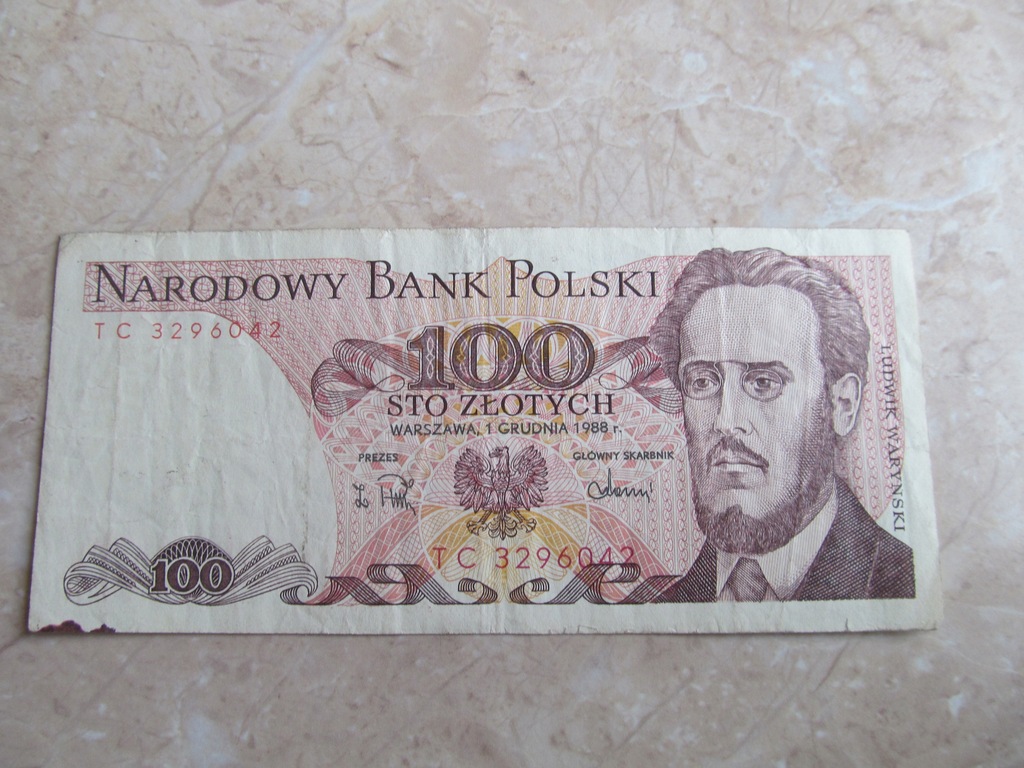 NARODOWY BANK POLSKI
TC 3296042
100
STO ZŁOTYCH
WARSZAWA, 1 GRUDNIA 1988 r.
PREZES
GŁÓWNY SKARBNIK
TC 3296042
100
LUDWIK WARYŃSKI